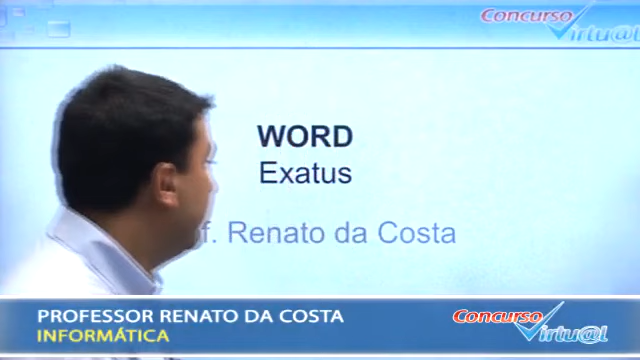 Concurso
Virtu@l
WORD
Exatus
f. Renato da Costa
PROFESSOR RENATO DA COSTA
INFORMÁTICA
Concurso
Virtu@l